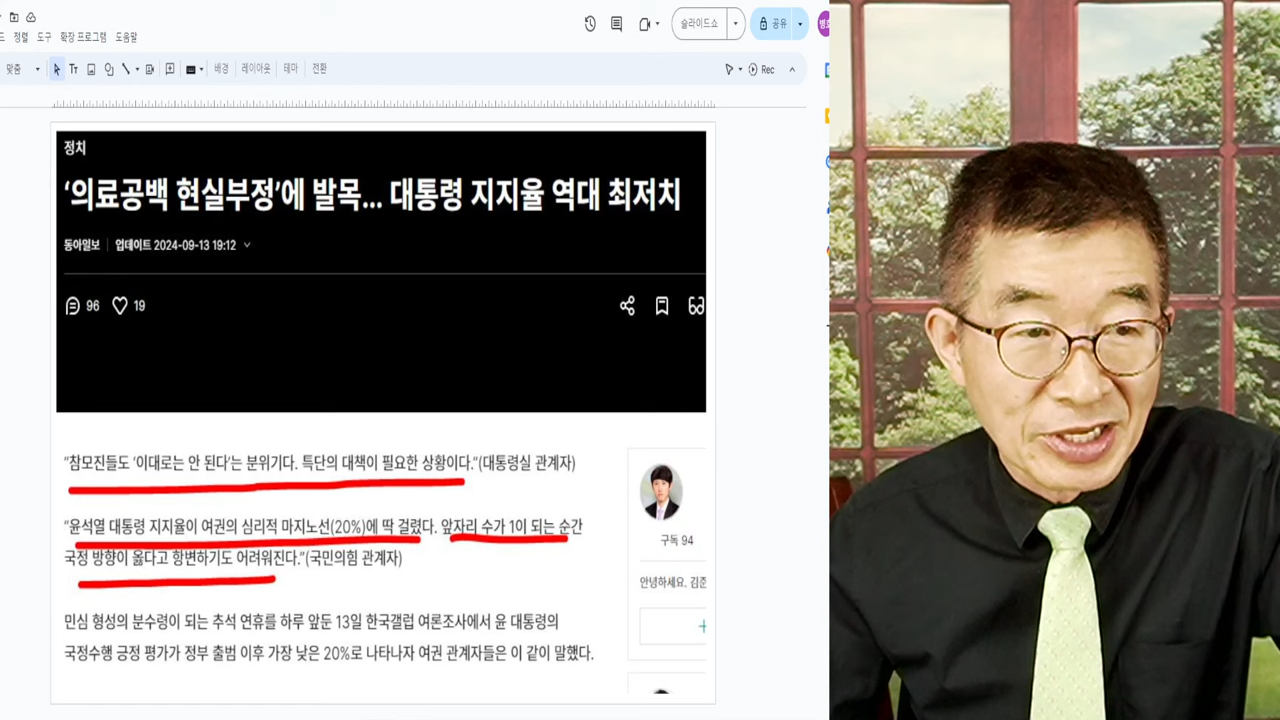 정렬 도구 확장 프로그램 도움말
슬라이드쇼
공유
맞춤
배경 레이아웃 테마 전환
Rec
정치
‘의료공백 현실부정’에 발목... 대통령 지지율 역대 최저치
동아일보 업데이트 2024-09-13 19:12
96 19
“참모진들도 ‘이대로는 안 된다’는 분위기다. 특단의 대책이 필요한 상황이다.”(대통령실 관계자)
“윤석열 대통령 지지율이 여권의 심리적 마지노선(20%)에 딱 걸렸다. 앞자리 수가 1이 되는 순간
국정 방향이 옳다고 항변하기도 어려워진다.”(국민의힘 관계자)
구독 94
안녕하세요. 김준
민심 형성의 분수령이 되는 추석 연휴를 하루 앞둔 13일 한국갤럽 여론조사에서 윤 대통령의
국정수행 긍정 평가가 정부 출범 이후 가장 낮은 20%로 나타나자 여권 관계자들은 이 같이 말했다.